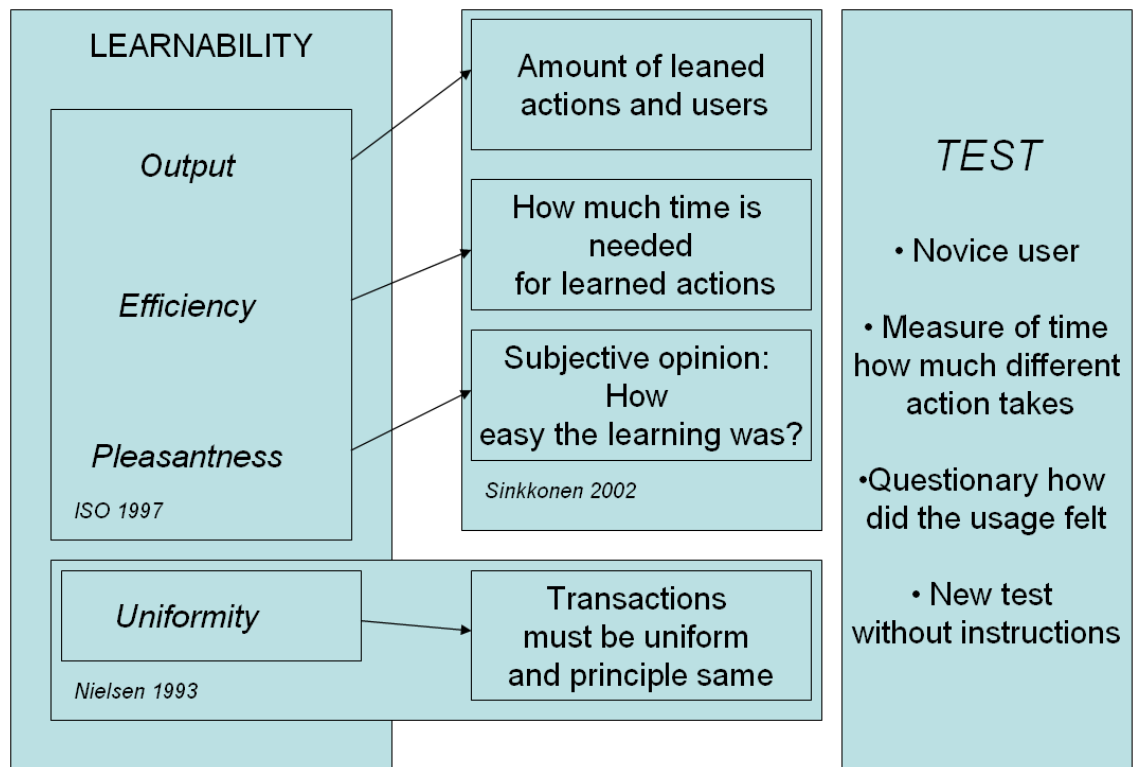 LEARNABILITY
Output
Efficiency
Pleasantness
ISO 1997
Uniformity
Nielsen 1993
Amount of leaned
actions and users
How much time is
needed
for learned actions
Subjective opinion:
How
easy the learning was?
Sinkkonen 2002
Transactions
must be uniform
and principle same
TEST
• Novice user
• Measure of time
how much different
action takes
•Questionary how
did the usage felt
• New test
without instructions